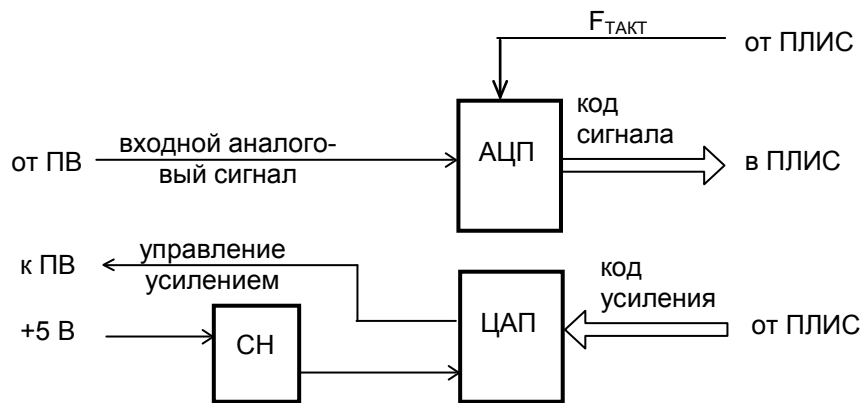 F_ТАКТ
от ПЛИС
код
сигнала
входной аналого-
вый сигнал
от ПВ
АЦП
в ПЛИС
управление
усилением
к ПВ
код
усиления
+5 В
СН
ЦАП
от ПЛИС